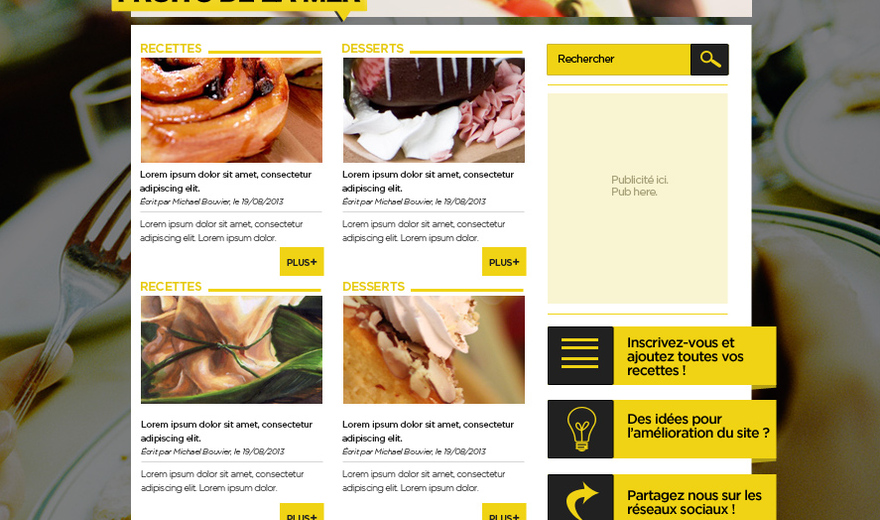 FRUITS DE LA MER
RECETTES
Lorem ipsum dolor sit amet, consectetur
adipiscing elit.
Écrit par Michael Bouvier, le 19/08/2013
Lorem ipsum dolor sit amet, consectetur
adipiscing elit. Lorem ipsum dolor.
PLUS+
DESSERTS
Lorem ipsum dolor sit amet, consectetur
adipiscing elit.
Écrit par Michael Bouvier, le 19/08/2013
Lorem ipsum dolor sit amet, consectetur
adipiscing elit. Lorem ipsum dolor.
PLUS+
RECETTES
Lorem ipsum dolor sit amet, consectetur
adipiscing elit.
Écrit par Michael Bouvier, le 19/08/2013
Lorem ipsum dolor sit amet, consectetur
adipiscing elit. Lorem ipsum dolor.
PLUS+
DESSERTS
Lorem ipsum dolor sit amet, consectetur
adipiscing elit.
Écrit par Michael Bouvier, le 19/08/2013
Lorem ipsum dolor sit amet, consectetur
adipiscing elit. Lorem ipsum dolor.
PLUS+
Rechercher
Publicité ici.
Pub here.
Inscrivez-vous et
ajoutez toutes vos
recettes !
Des idées pour
l'amélioration du site ?
Partagez nous sur les
réseaux sociaux !